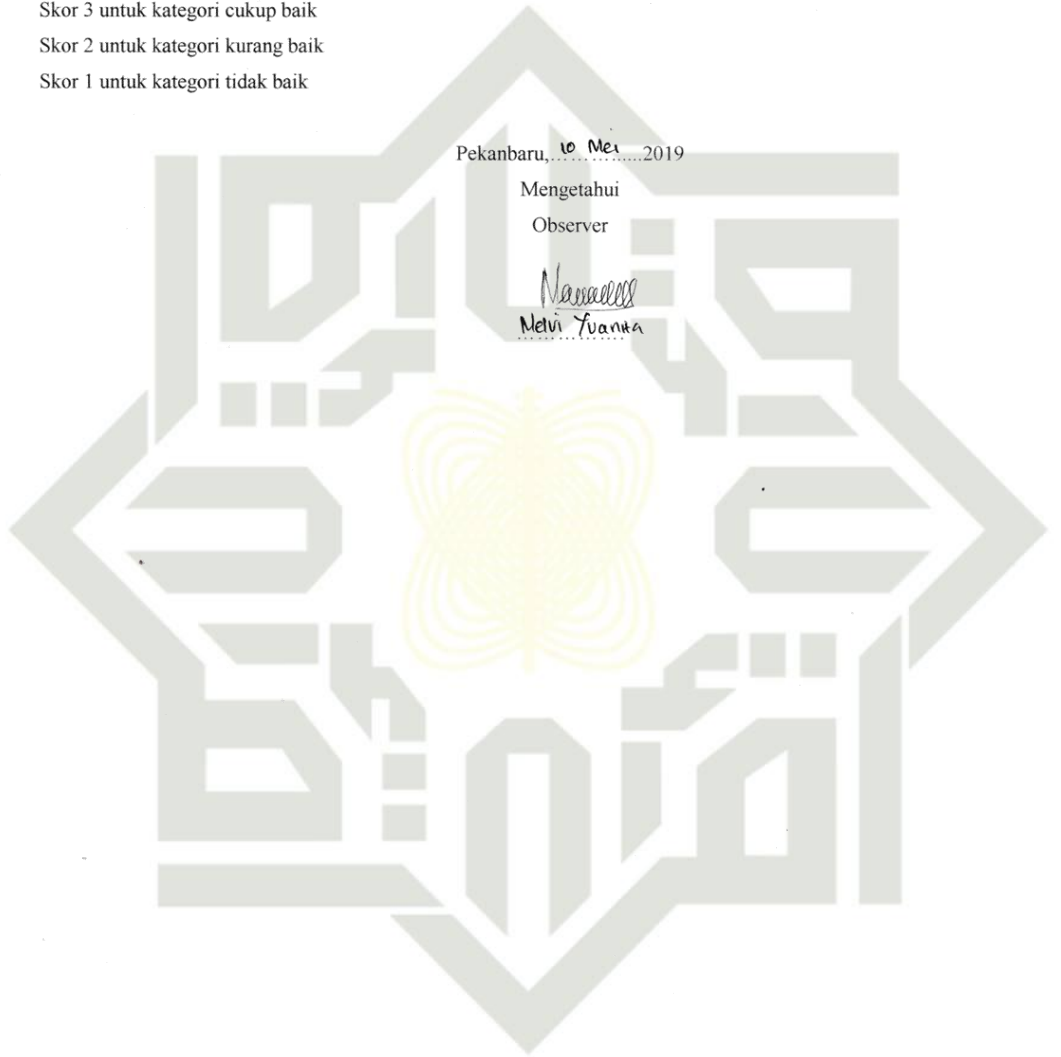 Skor 3 untuk kategori cukup baik
Skor 2 untuk kategori kurang baik
Skor 1 untuk kategori tidak baik
Pekanbaru, 10 Mei 2019
Mengetahui
Observer
Melvi Yuanita